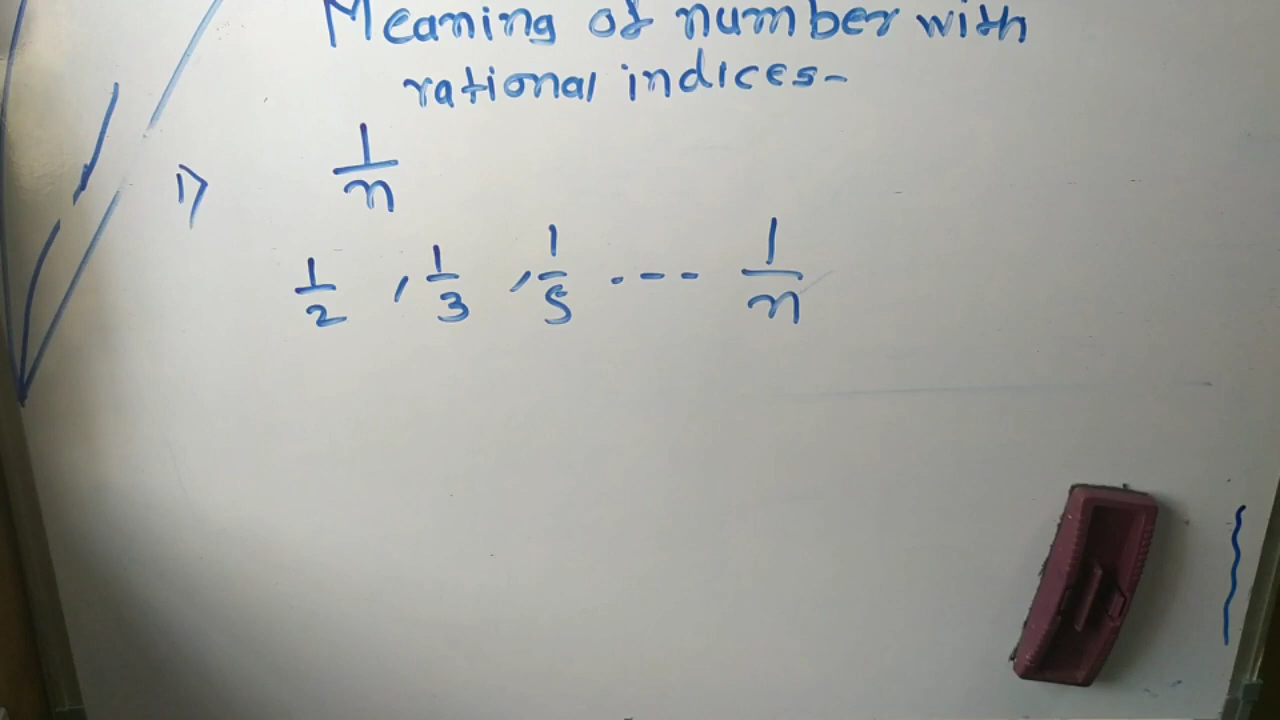 Meaning of number with
rational indices-
1) 1/n
1/2 , 1/3 , 1/5 .--- 1/n